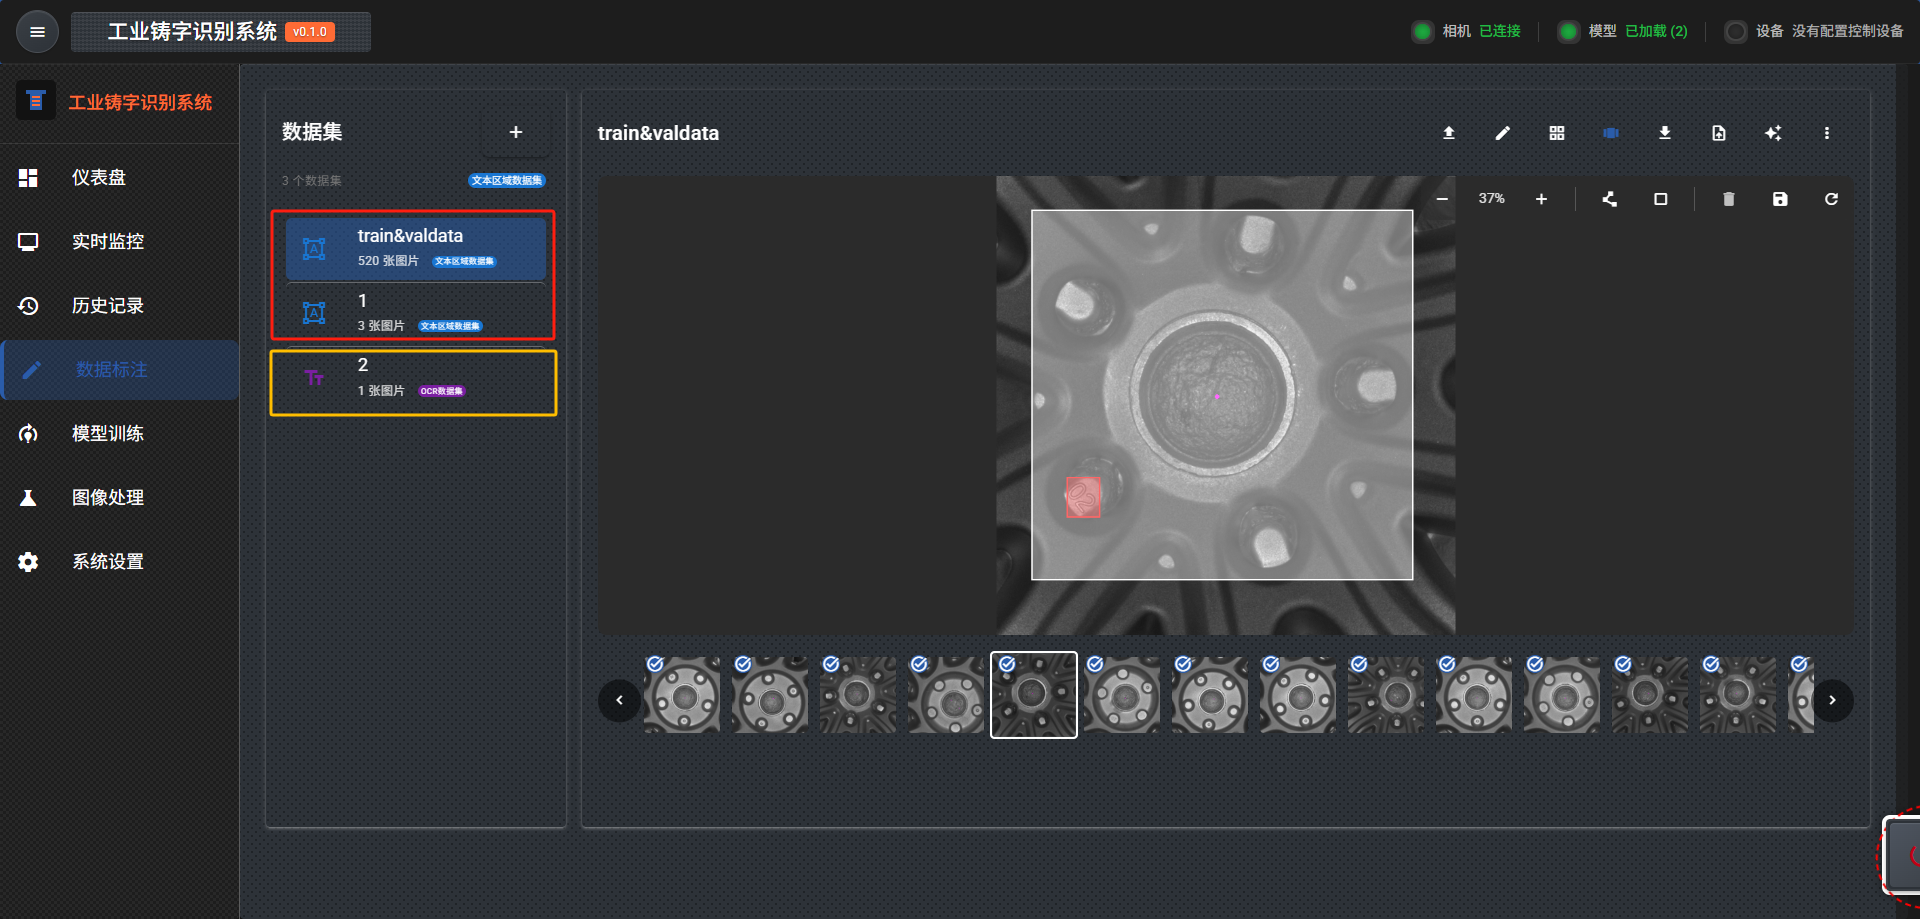 工业铸字识别系统 v0.1.0
相机 已连接
模型 已加载 (2)
设备 没有配置控制设备
工业铸字识别系统
仪表盘
实时监控
历史记录
数据标注
模型训练
图像处理
系统设置
数据集
3 个数据集 文本区域数据集
train&valdata
520 张图片 文本区域数据集
1
3 张图片 文本区域数据集
2
1 张图片 OCR数据集
train&valdata
37%
02